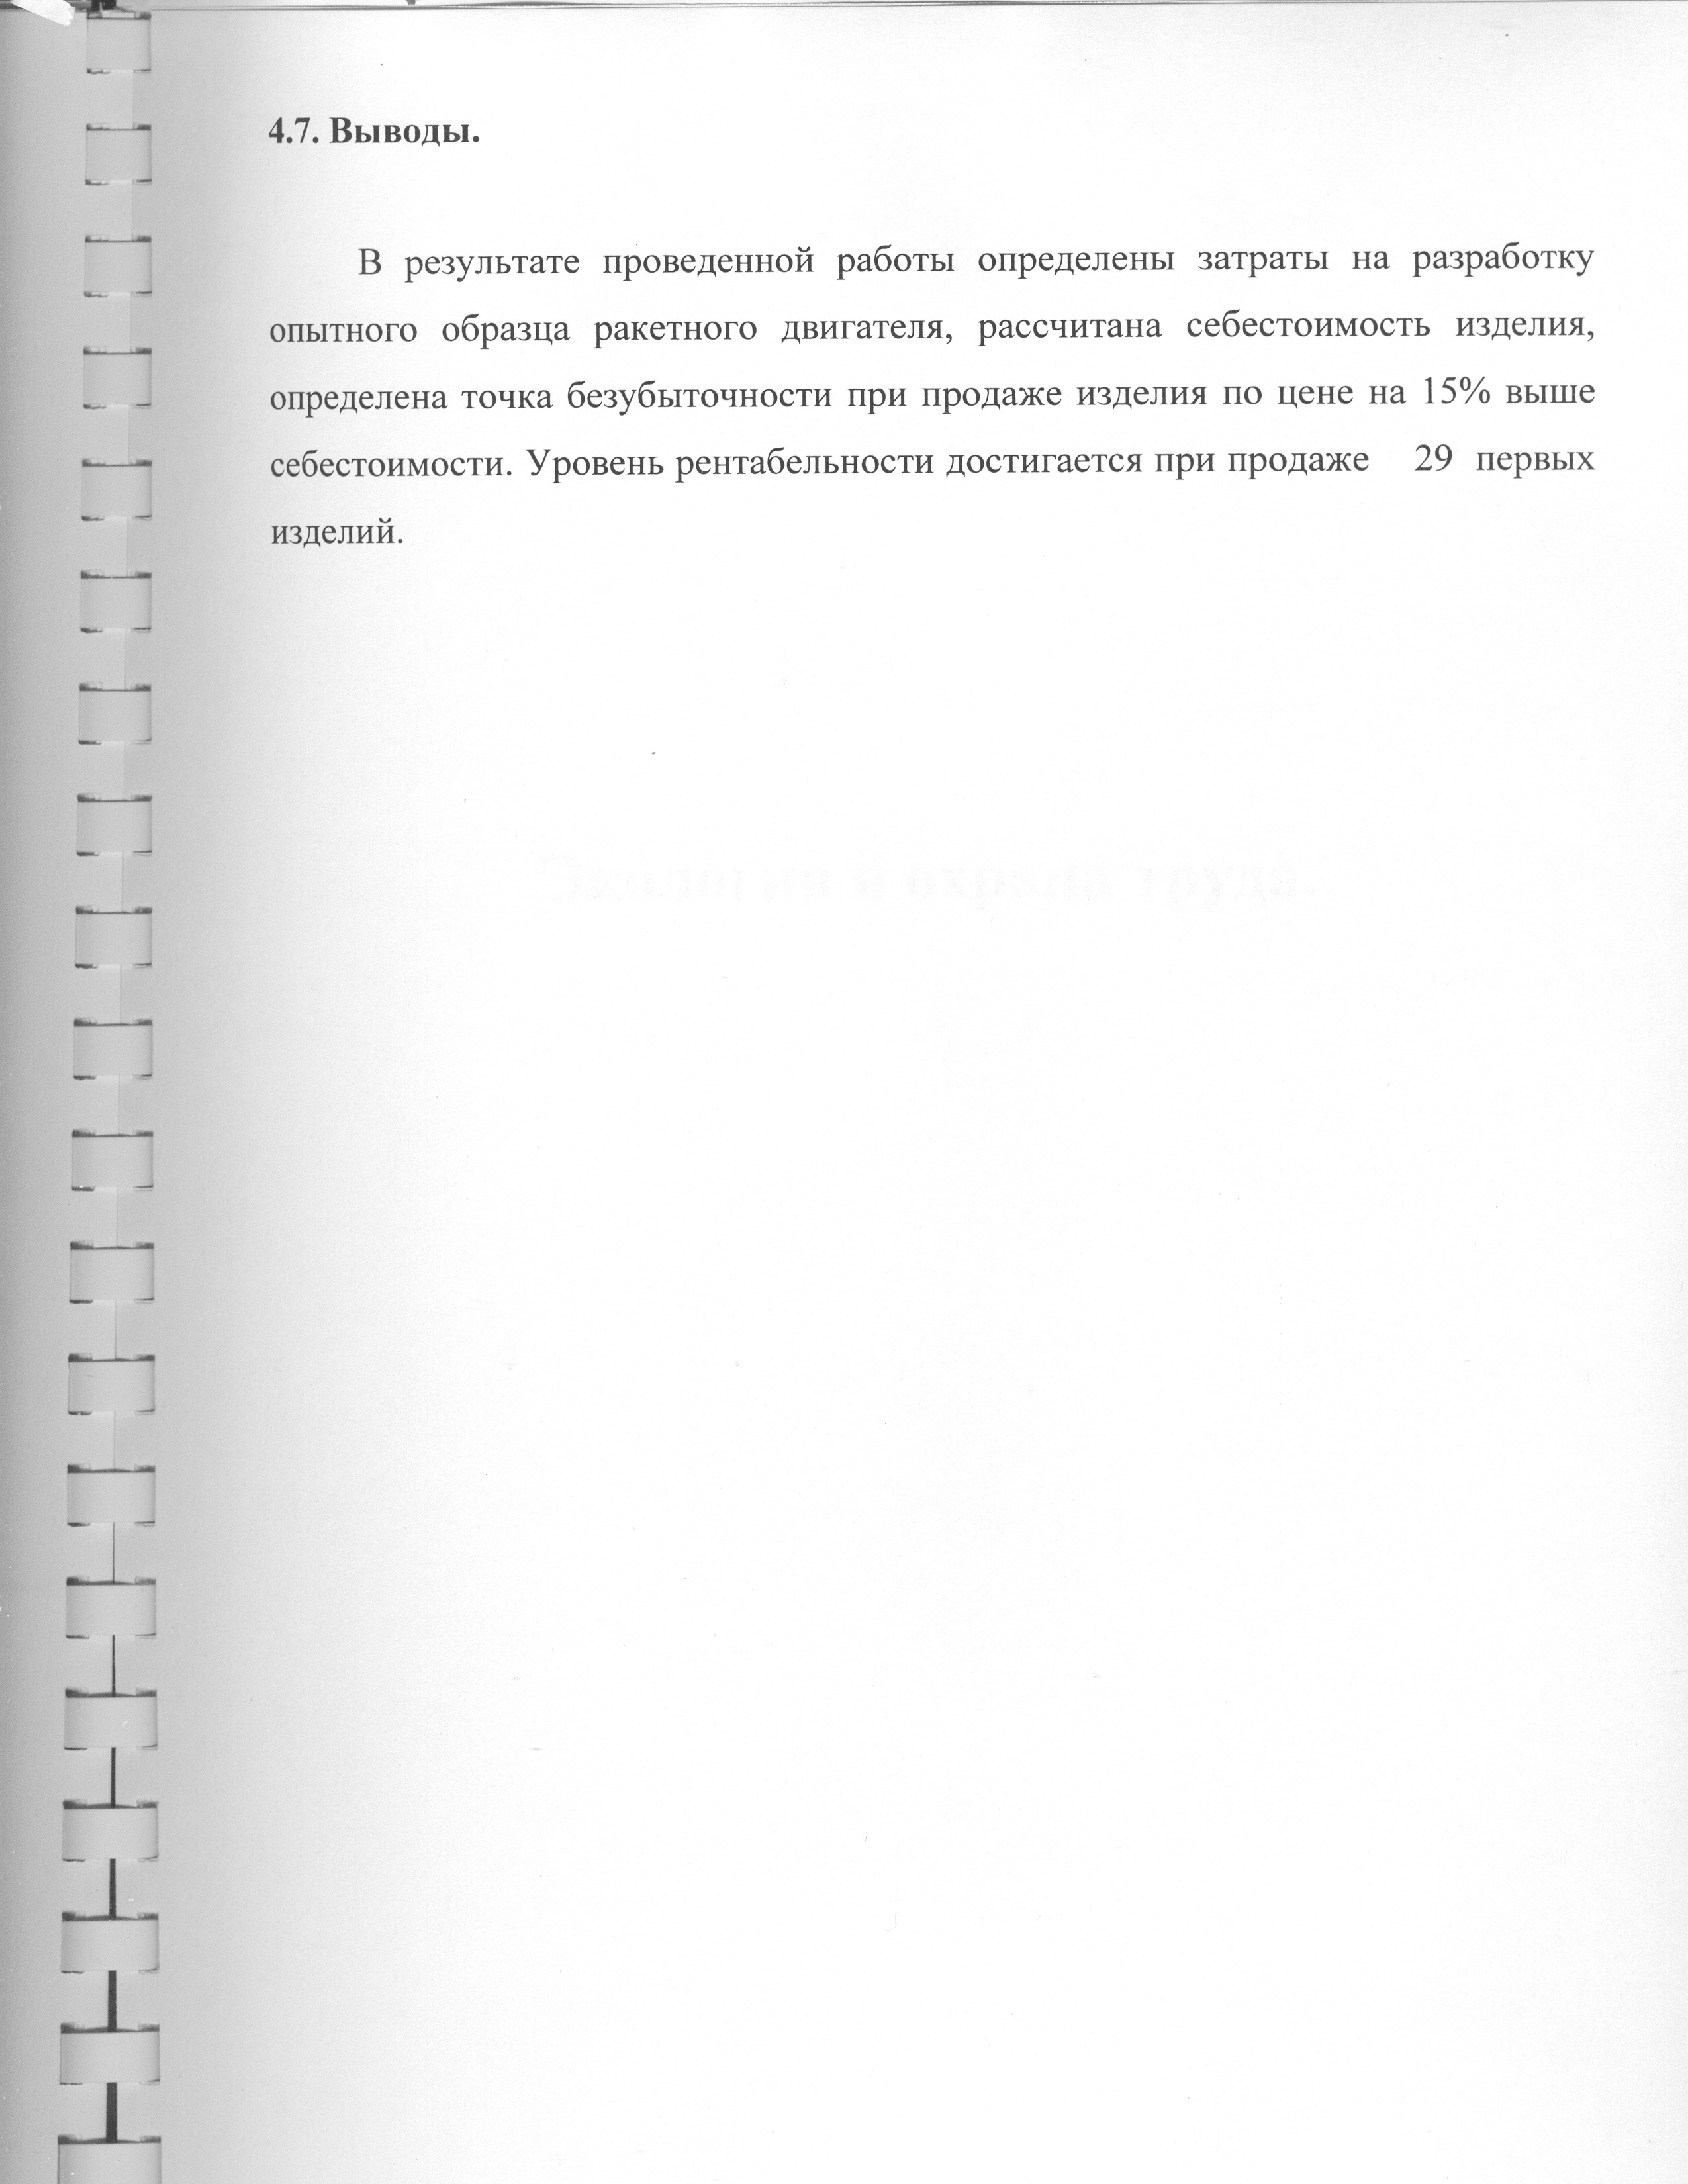 4.7. Выводы.
В результате проведенной работы определены затраты на разработку
опытного образца ракетного двигателя, рассчитана себестоимость изделия,
определена точка безубыточности при продаже изделия по цене на 15% выше
себестоимости. Уровень рентабельности достигается при продаже 29 первых
изделий.
Экология и охрана труда.